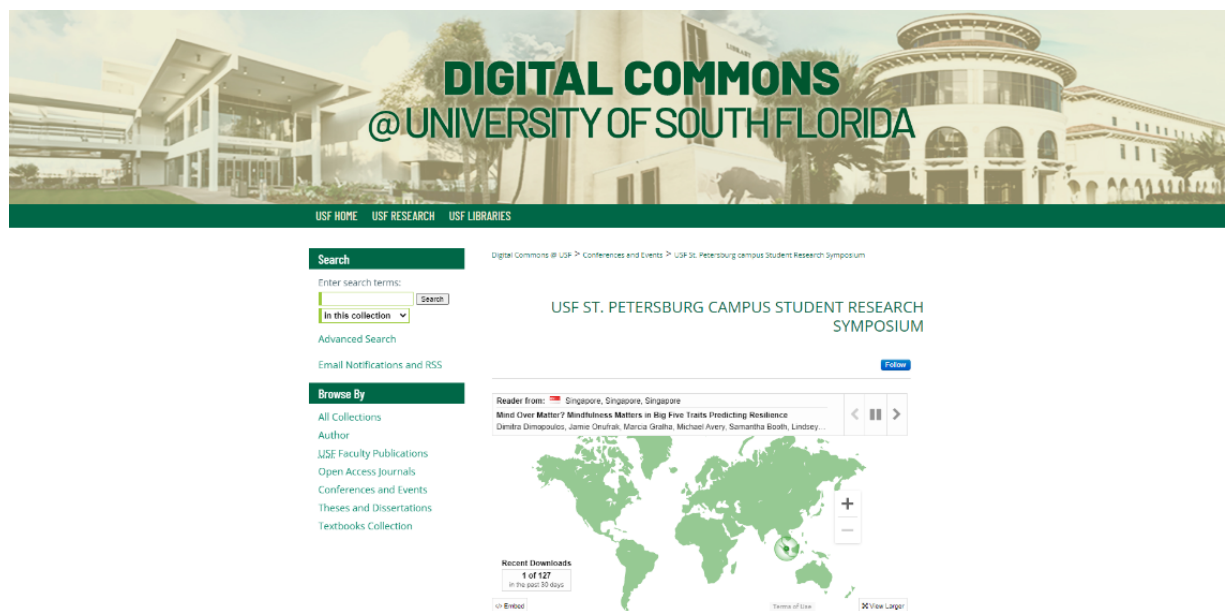 LIBRARY
DIGITAL COMMONS
@ UNIVERSITY OF SOUTH FLORIDA
USF HOME USF RESEARCH USF LIBRARIES
Search
Enter search terms:
Search
in this collection
Advanced Search
Email Notifications and RSS
Browse By
All Collections
Author
USF Faculty Publications
Open Access Journals
Conferences and Events
Theses and Dissertations
Textbooks Collection
Digital Commons @ USF > Conferences and Events > USF St. Petersburg campus Student Research Symposium
USF ST. PETERSBURG CAMPUS STUDENT RESEARCH
SYMPOSIUM
Follow
Reader from: Singapore, Singapore, Singapore
Mind Over Matter? Mindfulness Matters in Big Five Traits Predicting Resilience
Dimitra Dimopoulos, Jamie Onufrak, Marcia Gralha, Michael Avery, Samantha Booth, Lindsey...
+
−
Recent Downloads
1 of 127
in the past 30 days
</> Embed
Terms of Use
View Larger